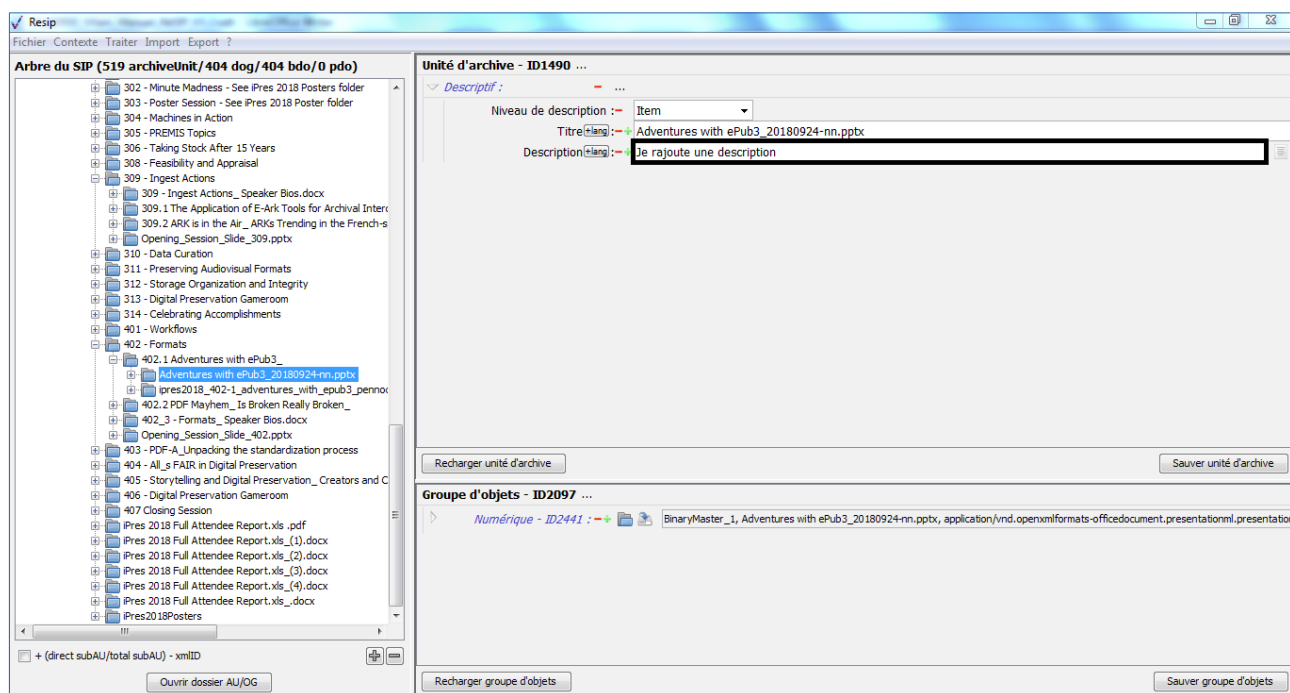 Resip
Fichier Contexte Traiter Import Export ?
Arbre du SIP (519 archiveUnit/404 dog/404 bdo/0 pdo)
302 - Minute Madness - See iPres 2018 Posters folder
303 - Poster Session - See iPres 2018 Poster folder
304 - Machines in Action
305 - PREMIS Topics
306 - Taking Stock After 15 Years
308 - Feasibility and Appraisal
309 - Ingest Actions
309 - Ingest Actions_ Speaker Bios.docx
309.1 The Application of E-Ark Tools for Archival Interc
309.2 ARK is in the Air_ ARKs Trending in the French-s
Opening_Session_Slide_309.pptx
310 - Data Curation
311 - Preserving Audiovisual Formats
312 - Storage Organization and Integrity
313 - Digital Preservation Gameroom
314 - Celebrating Accomplishments
401 - Workflows
402 - Formats
402.1 Adventures with ePub3_
Adventures with ePub3_20180924-nn.pptx
ipres2018_402-1_adventures_with_epub3_pennoc
402.2 PDF Mayhem_ Is Broken Really Broken_
402_3 - Formats_ Speaker Bios.docx
Opening_Session_Slide_402.pptx
403 - PDF-A_Unpacking the standardization process
404 - All_s FAIR in Digital Preservation
405 - Storytelling and Digital Preservation_ Creators and C
406 - Digital Preservation Gameroom
407 Closing Session
iPres 2018 Full Attendee Report.xls .pdf
iPres 2018 Full Attendee Report.xls_(1).docx
iPres 2018 Full Attendee Report.xls_(2).docx
iPres 2018 Full Attendee Report.xls_(3).docx
iPres 2018 Full Attendee Report.xls_(4).docx
iPres 2018 Full Attendee Report.xls_.docx
iPres2018Posters
+ (direct subAU/total subAU) - xmlID
Ouvrir dossier AU/OG
Unité d'archive - ID1490 ...
Descriptif : - ...
Niveau de description :- Item
Titre +lang :-+ Adventures with ePub3_20180924-nn.pptx
Description +lang :-+ Je rajoute une description
Recharger unité d'archive
Sauver unité d'archive
Groupe d'objets - ID2097 ...
Numérique - ID2441 : -+ BinaryMaster_1, Adventures with ePub3_20180924-nn.pptx, application/vnd.openxmlformats-officedocument.presentationml.presentation
Recharger groupe d'objets
Sauver groupe d'objets